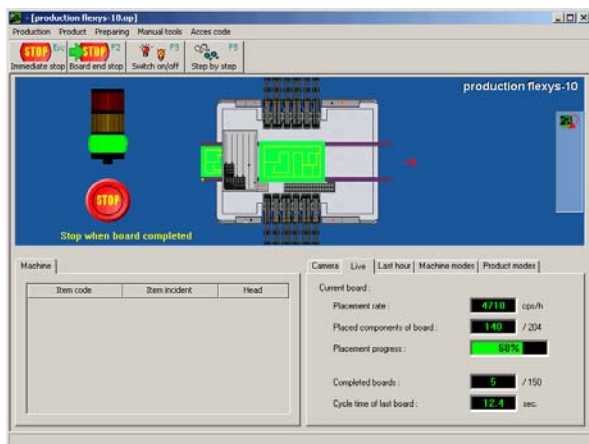 - [production flexys-10.op]
Production Product Preparing Manual tools Acces code
STOP Esc STOP F2 F3 F5
Immediate stop Board end stop Switch on/off Step by step
production flexys-10
STOP
Stop when board completed
Machine
Item code Item incident Head
Camera Live Last hour Machine modes Product modes
Current board :
Placement rate : 4710 cps/h
Placed components of board : 140 / 204
Placement progress : 68%
Completed boards : 5 / 150
Cycle time of last board : 12.4 sec.